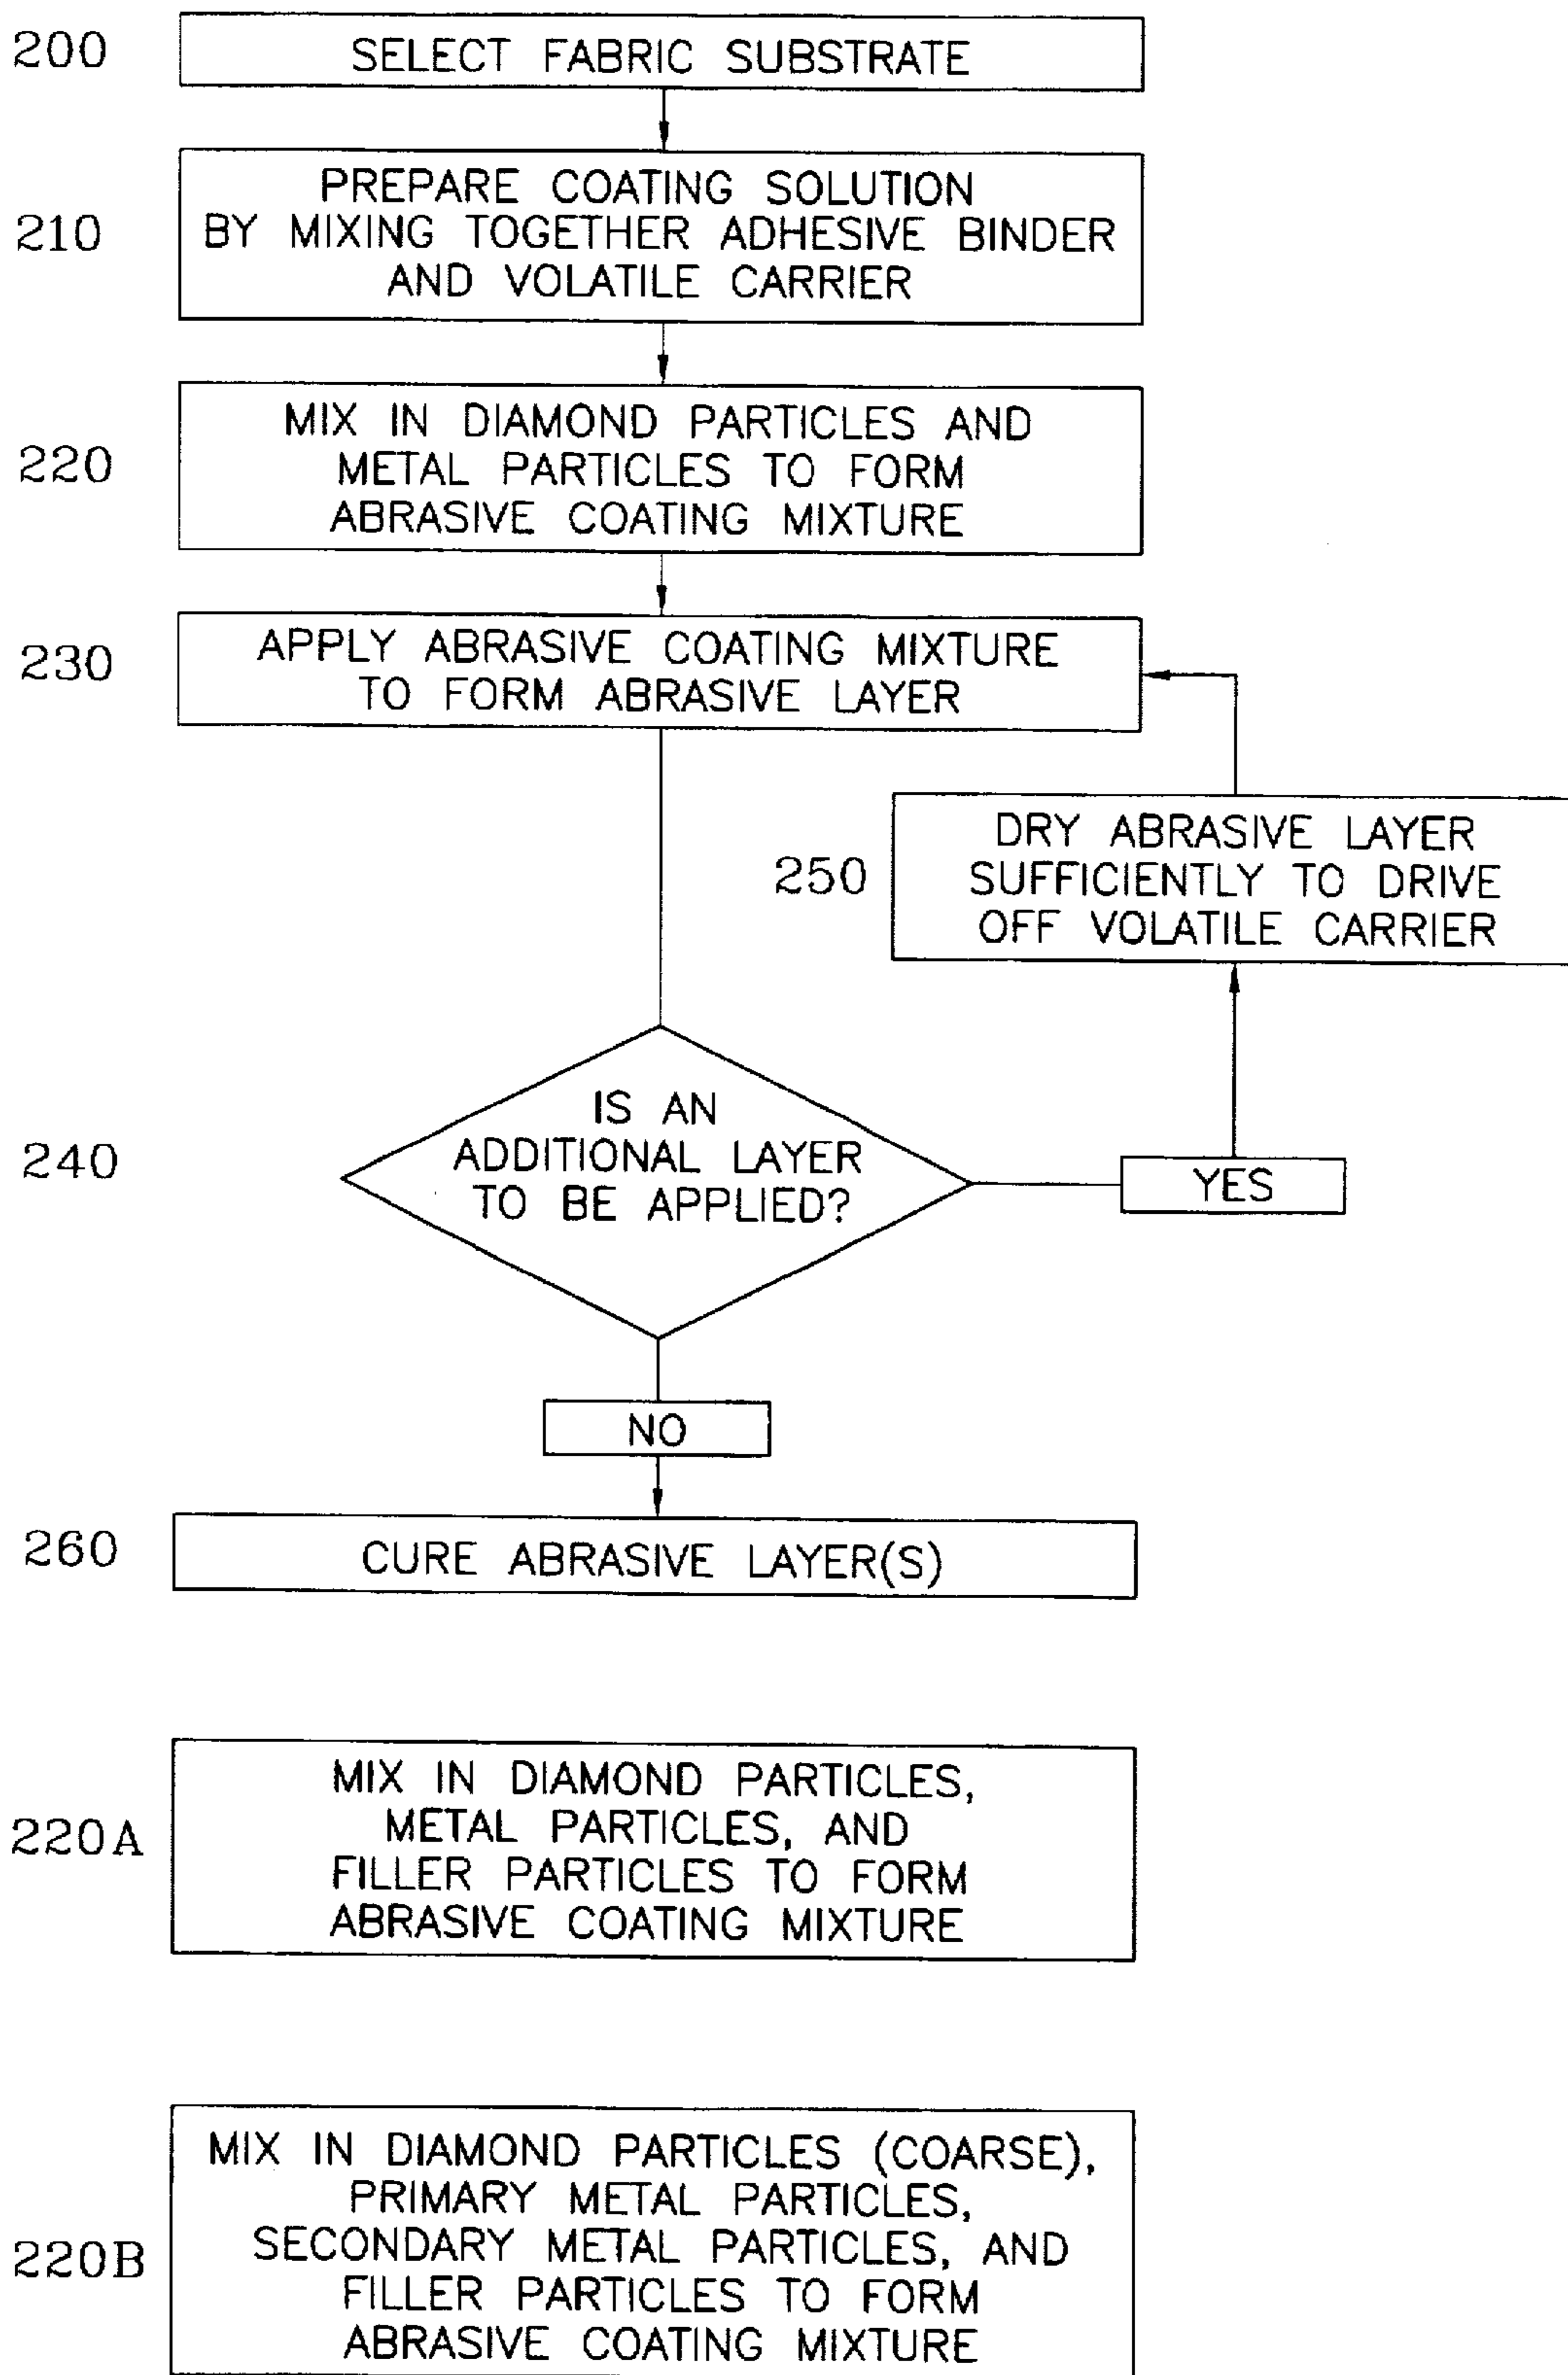 200
SELECT FABRIC SUBSTRATE
210
PREPARE COATING SOLUTION
BY MIXING TOGETHER ADHESIVE BINDER
AND VOLATILE CARRIER
220
MIX IN DIAMOND PARTICLES AND
METAL PARTICLES TO FORM
ABRASIVE COATING MIXTURE
230
APPLY ABRASIVE COATING MIXTURE
TO FORM ABRASIVE LAYER
250
DRY ABRASIVE LAYER
SUFFICIENTLY TO DRIVE
OFF VOLATILE CARRIER
240
IS AN
ADDITIONAL LAYER
TO BE APPLIED?
YES
NO
260
CURE ABRASIVE LAYER(S)
220A
MIX IN DIAMOND PARTICLES,
METAL PARTICLES, AND
FILLER PARTICLES TO FORM
ABRASIVE COATING MIXTURE
220B
MIX IN DIAMOND PARTICLES (COARSE),
PRIMARY METAL PARTICLES,
SECONDARY METAL PARTICLES, AND
FILLER PARTICLES TO FORM
ABRASIVE COATING MIXTURE